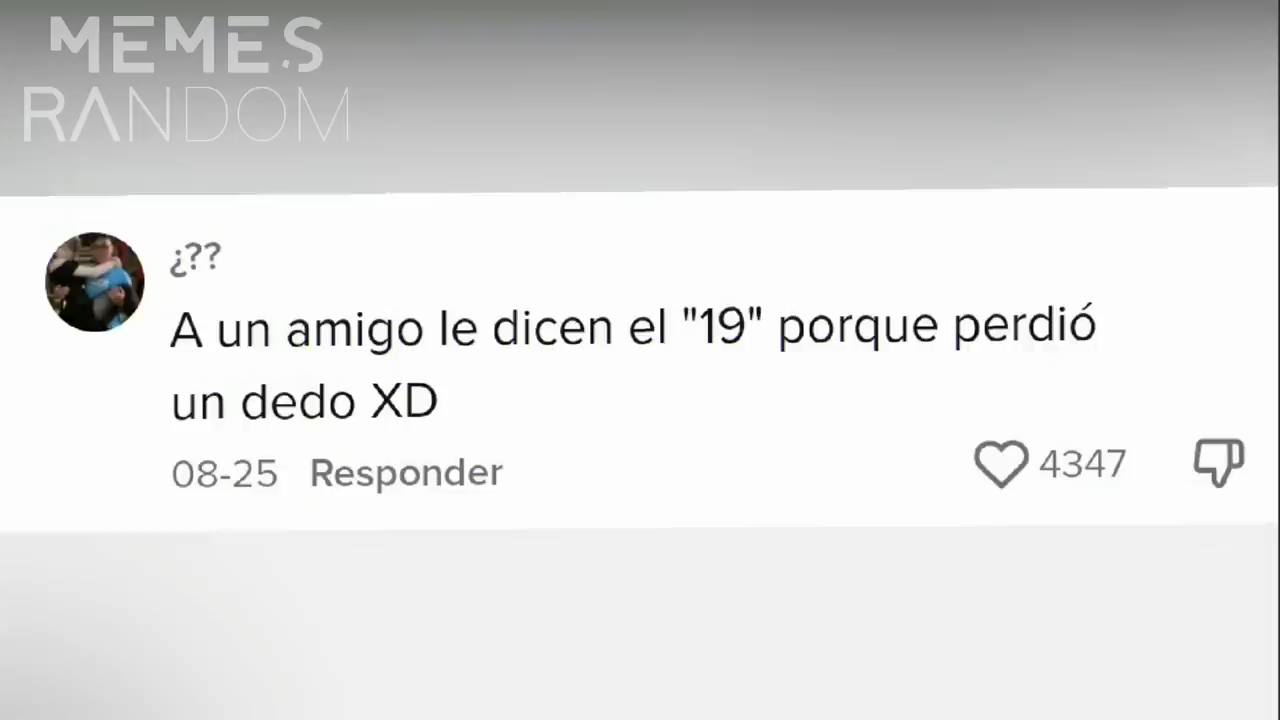 MEMES
RANDOM
¿??
A un amigo le dicen el "19" porque perdió
un dedo XD
08-25 Responder 4347